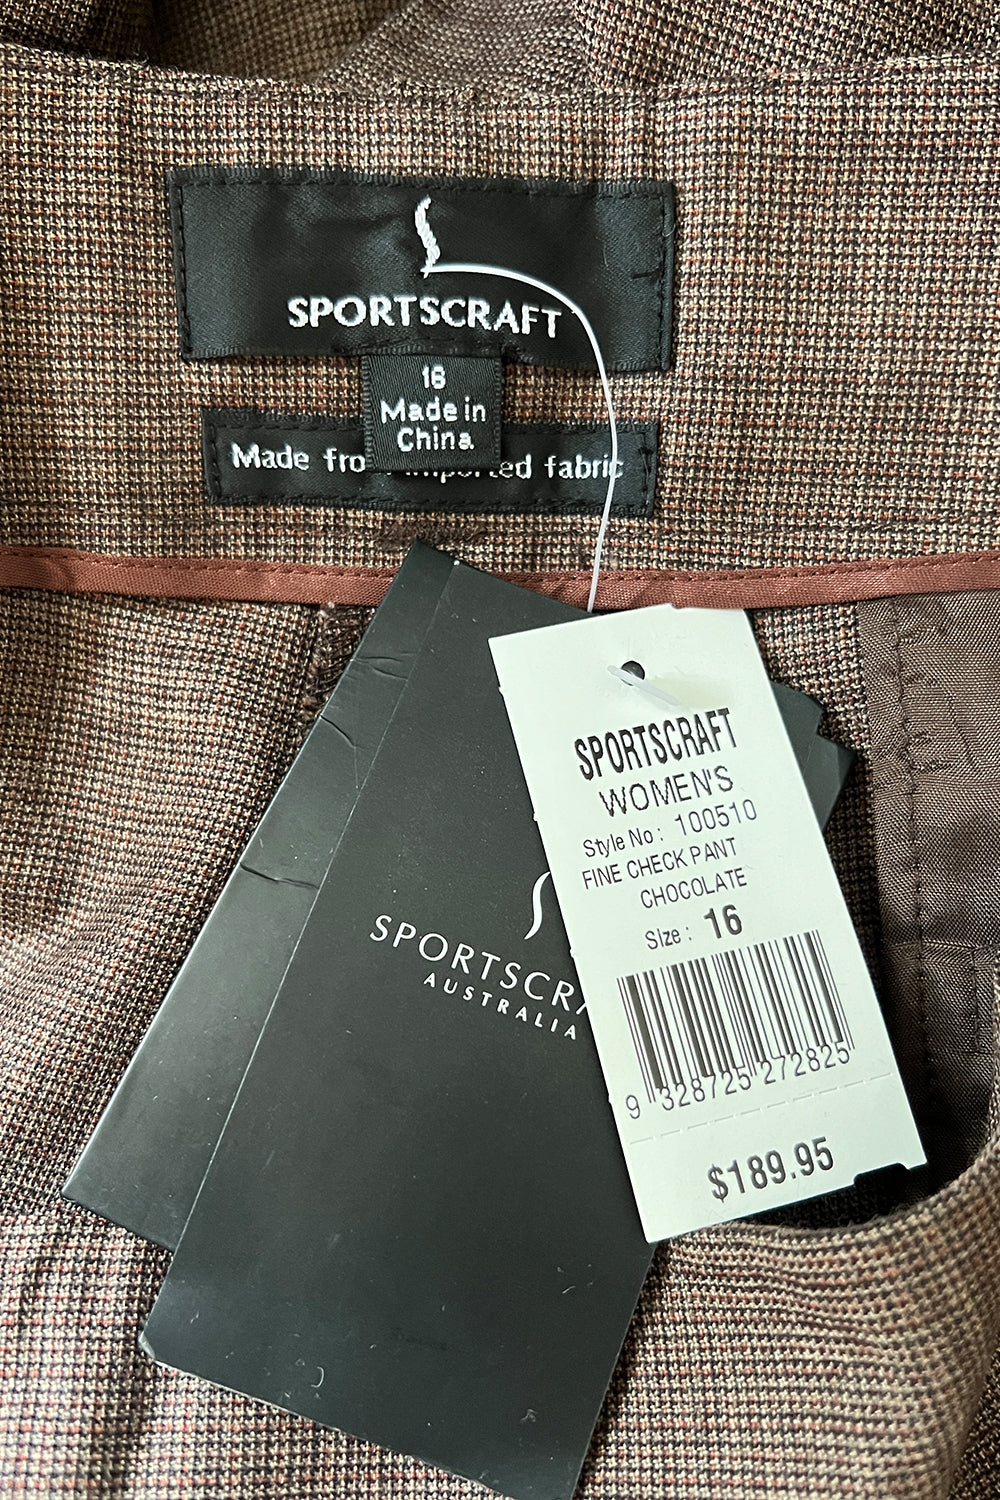 SPORTSCRAFT
16
Made in
China
Made fro imported fabric
SPORTSCRA
AUSTRALIA
SPORTSCRAFT
WOMEN'S
Style No: 100510
FINE CHECK PANT
CHOCOLATE
Size: 16
9 328725 272825
$189.95